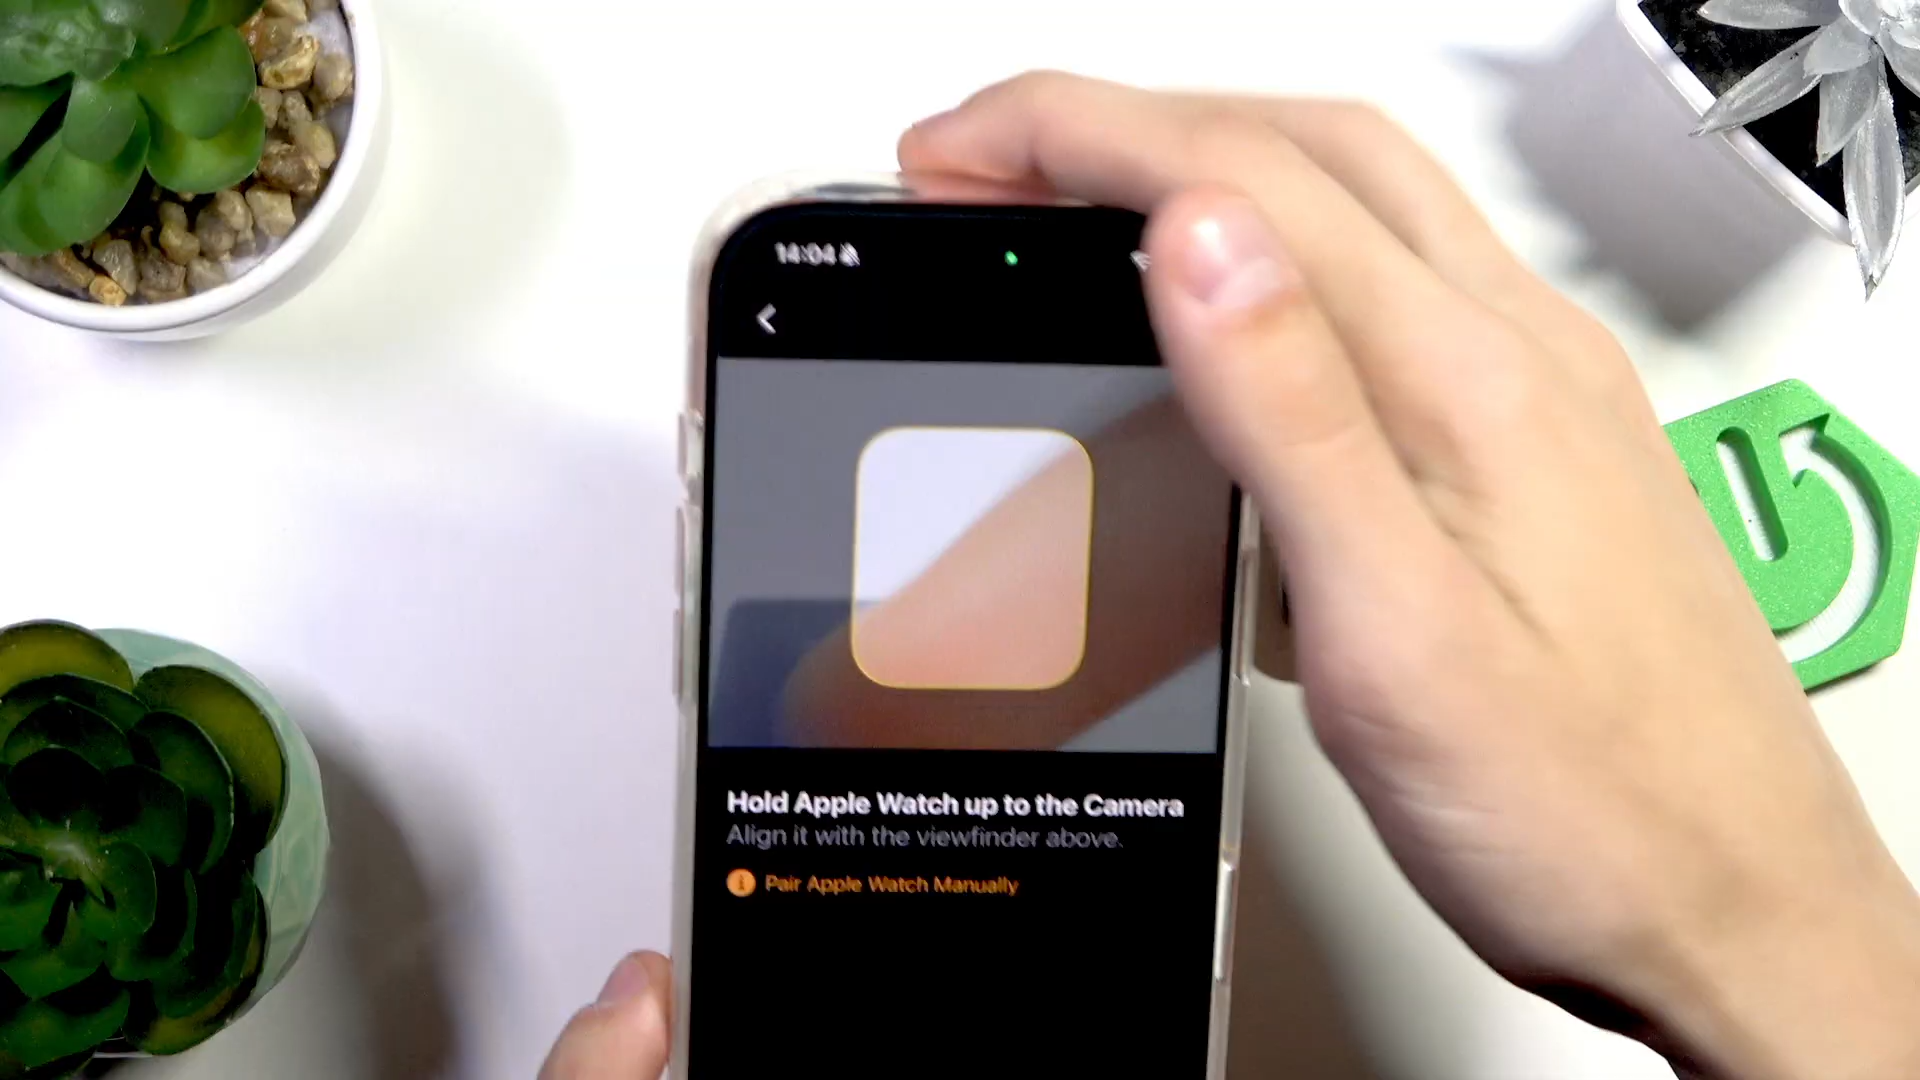 14:04
Hold Apple Watch up to the Camera
Align it with the viewfinder above.
Pair Apple Watch Manually